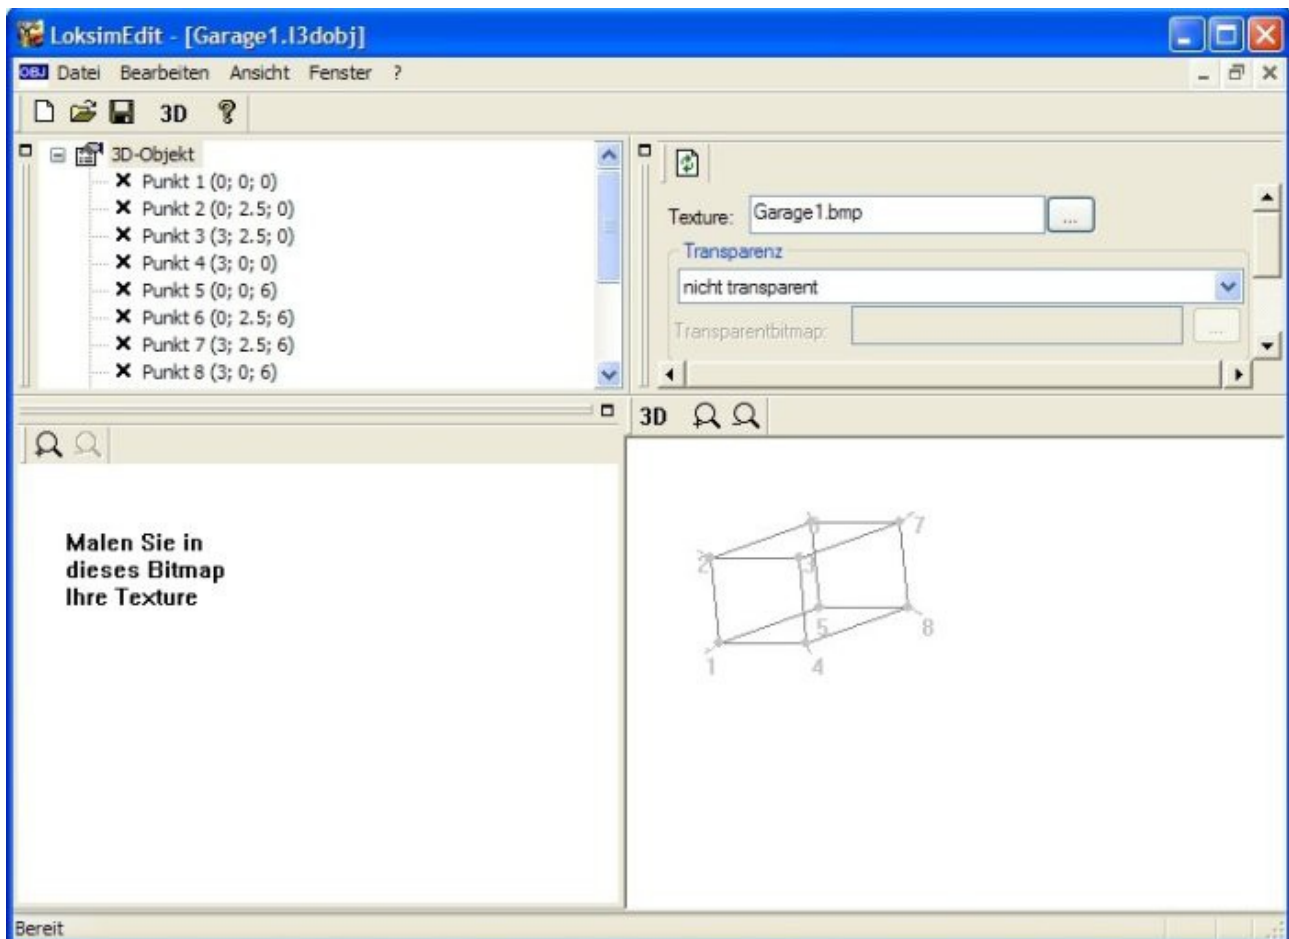 LoksimEdit - [Garage1.l3dobj]
OBJ Datei Bearbeiten Ansicht Fenster ?
3D
3D-Objekt
Punkt 1 (0; 0; 0)
Punkt 2 (0; 2.5; 0)
Punkt 3 (3; 2.5; 0)
Punkt 4 (3; 0; 0)
Punkt 5 (0; 0; 6)
Punkt 6 (0; 2.5; 6)
Punkt 7 (3; 2.5; 6)
Punkt 8 (3; 0; 6)
Texture: Garage1.bmp ...
Transparenz
nicht transparent
Transparentbitmap: ...
Malen Sie in
dieses Bitmap
Ihre Texture
3D
6 7
2 3
5 8
1 4
Bereit